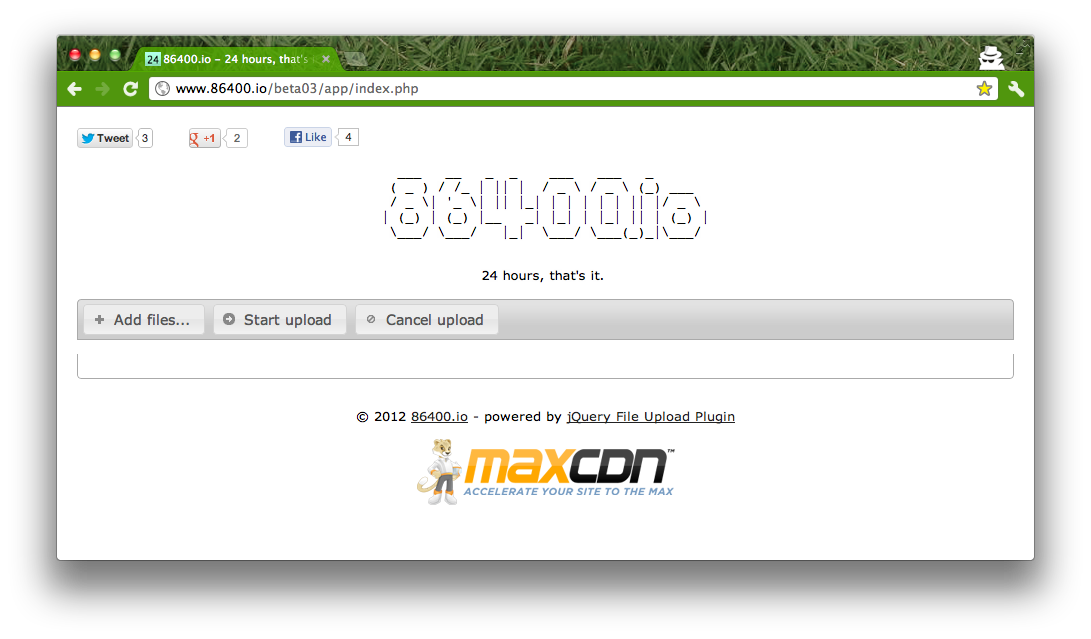 24 86400.io – 24 hours, that's
www.86400.io/beta03/app/index.php
Tweet 3 +1 2 Like 4
86400.io
24 hours, that's it.
Add files... Start upload Cancel upload
© 2012 86400.io - powered by jQuery File Upload Plugin
maxCDN™
ACCELERATE YOUR SITE TO THE MAX